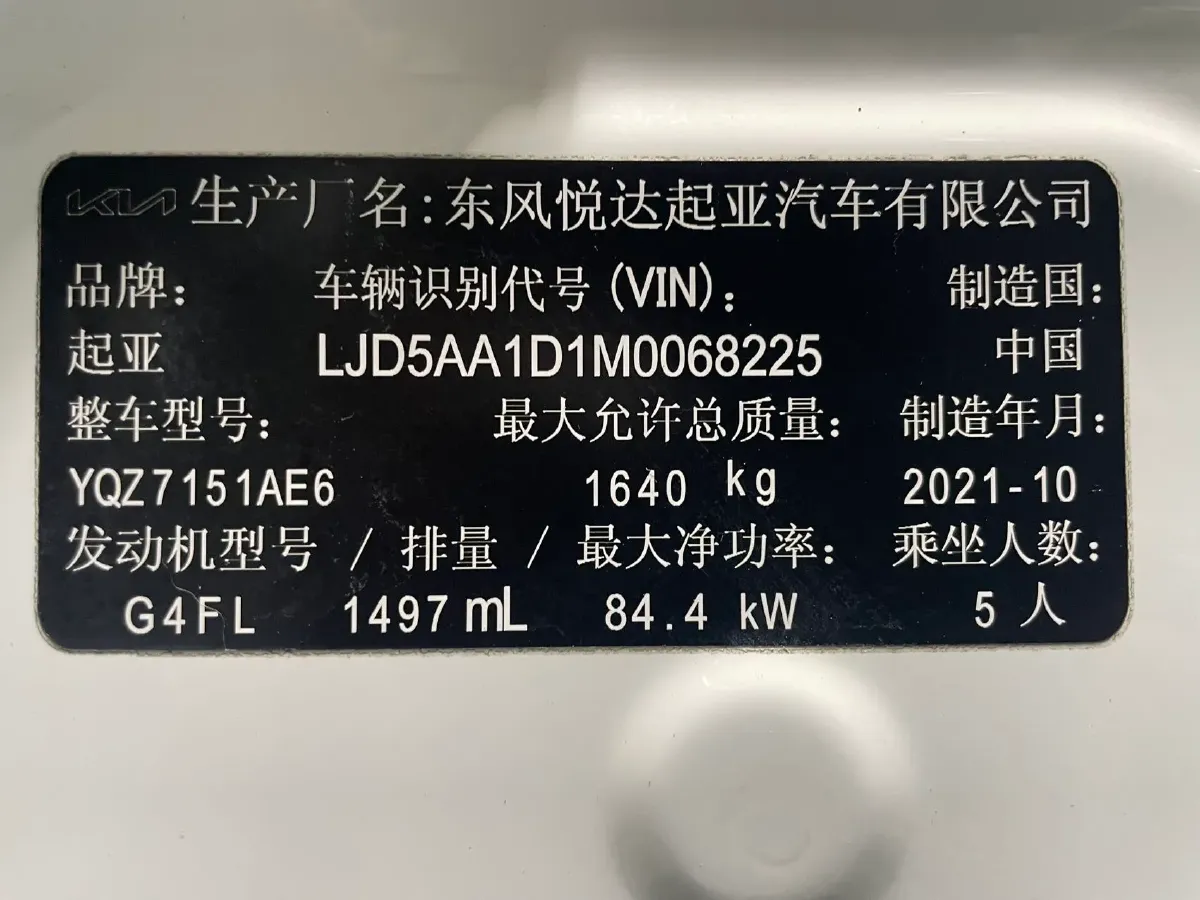 KIA 生产厂名:东风悦达起亚汽车有限公司
品牌: 车辆识别代号(VIN): 制造国:
起亚 LJD5AA1D1M0068225 中国
整车型号: 最大允许总质量: 制造年月:
YQZ7151AE6 1640 kg 2021-10
发动机型号 / 排量 / 最大净功率: 乘坐人数:
G4FL 1497 mL 84.4 kW 5 人